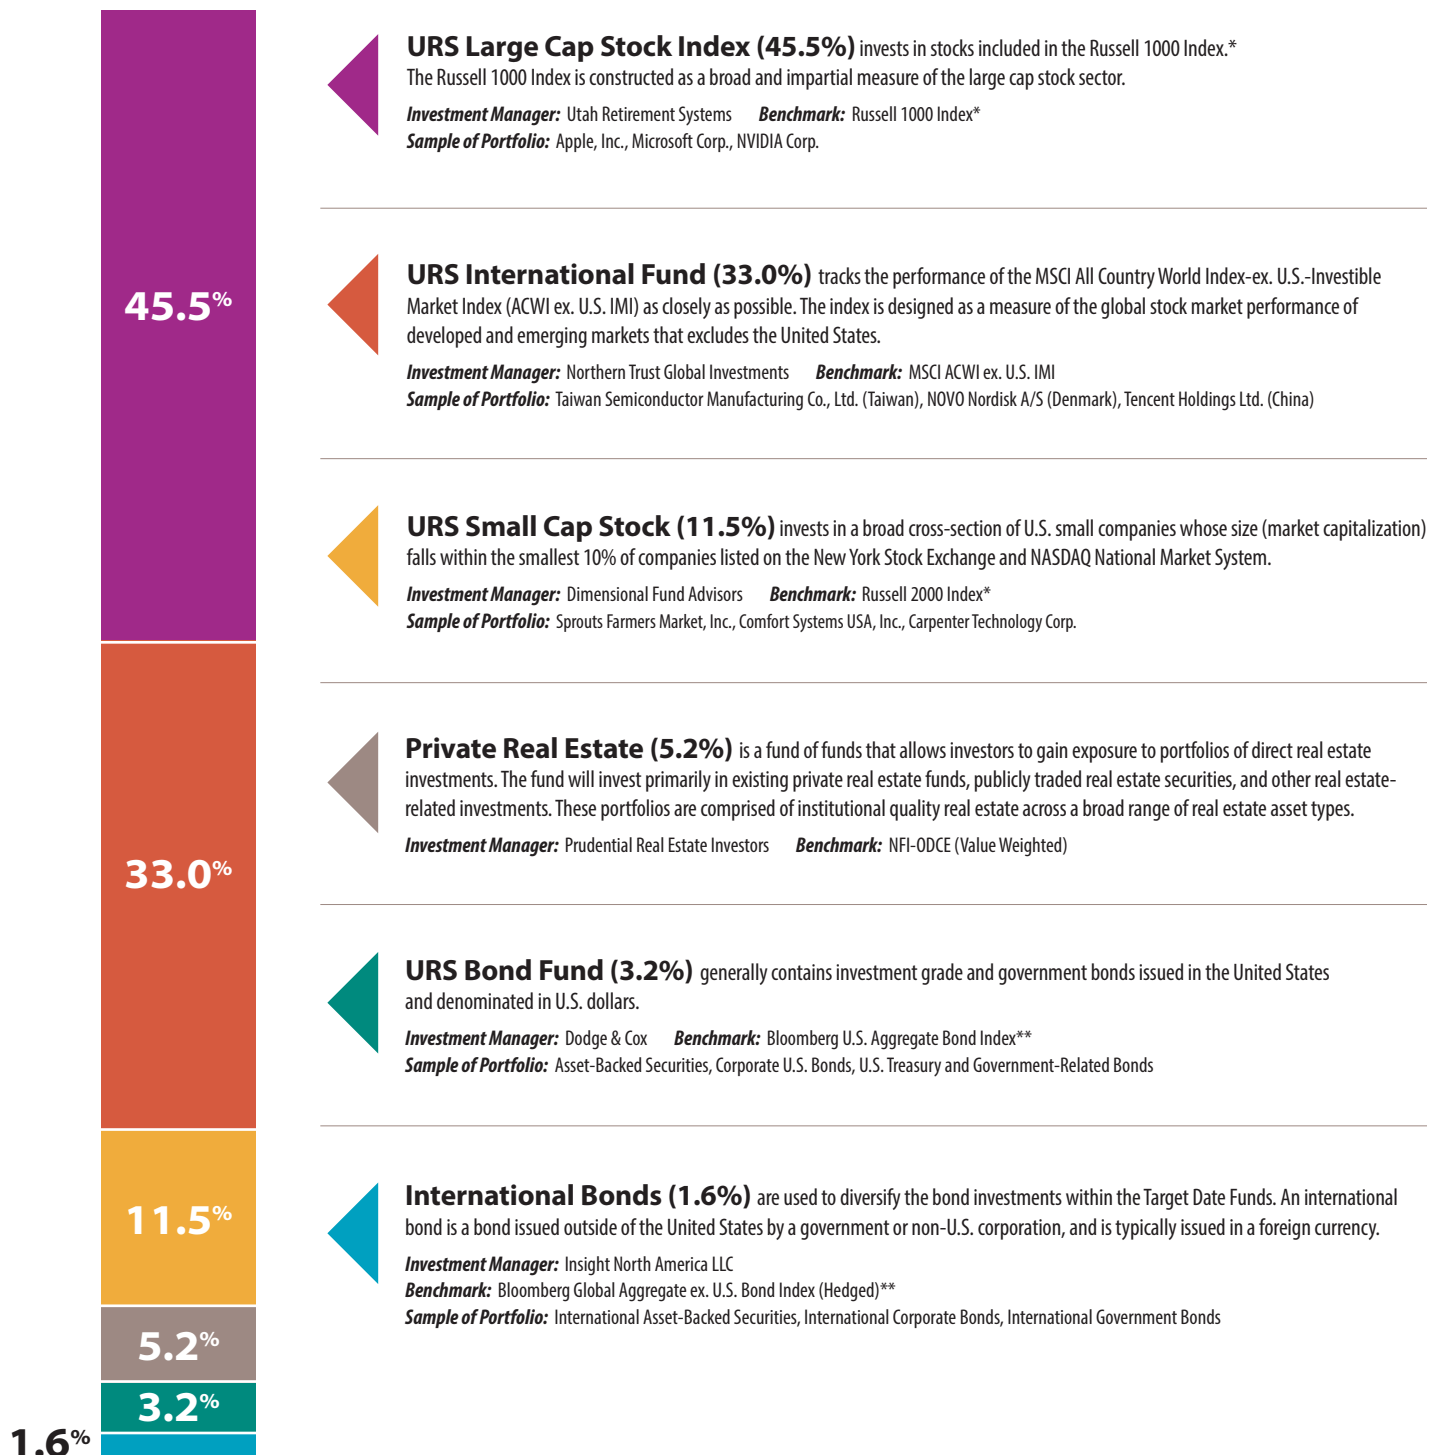 45.5%
33.0%
11.5%
5.2%
3.2%
1.6%
URS Large Cap Stock Index (45.5%) invests in stocks included in the Russell 1000 Index.*
The Russell 1000 Index is constructed as a broad and impartial measure of the large cap stock sector.
Investment Manager: Utah Retirement Systems Benchmark: Russell 1000 Index*
Sample of Portfolio: Apple, Inc., Microsoft Corp., NVIDIA Corp.
URS International Fund (33.0%) tracks the performance of the MSCI All Country World Index-ex. U.S.-Investible
Market Index (ACWI ex. U.S. IMI) as closely as possible. The index is designed as a measure of the global stock market performance of
developed and emerging markets that excludes the United States.
Investment Manager: Northern Trust Global Investments Benchmark: MSCI ACWI ex. U.S. IMI
Sample of Portfolio: Taiwan Semiconductor Manufacturing Co., Ltd. (Taiwan), NOVO Nordisk A/S (Denmark), Tencent Holdings Ltd. (China)
URS Small Cap Stock (11.5%) invests in a broad cross-section of U.S. small companies whose size (market capitalization)
falls within the smallest 10% of companies listed on the New York Stock Exchange and NASDAQ National Market System.
Investment Manager: Dimensional Fund Advisors Benchmark: Russell 2000 Index*
Sample of Portfolio: Sprouts Farmers Market, Inc., Comfort Systems USA, Inc., Carpenter Technology Corp.
Private Real Estate (5.2%) is a fund of funds that allows investors to gain exposure to portfolios of direct real estate
investments. The fund will invest primarily in existing private real estate funds, publicly traded real estate securities, and other real estate-
related investments. These portfolios are comprised of institutional quality real estate across a broad range of real estate asset types.
Investment Manager: Prudential Real Estate Investors Benchmark: NFI-ODCE (Value Weighted)
URS Bond Fund (3.2%) generally contains investment grade and government bonds issued in the United States
and denominated in U.S. dollars.
Investment Manager: Dodge & Cox Benchmark: Bloomberg U.S. Aggregate Bond Index**
Sample of Portfolio: Asset-Backed Securities, Corporate U.S. Bonds, U.S. Treasury and Government-Related Bonds
International Bonds (1.6%) are used to diversify the bond investments within the Target Date Funds. An international
bond is a bond issued outside of the United States by a government or non-U.S. corporation, and is typically issued in a foreign currency.
Investment Manager: Insight North America LLC
Benchmark: Bloomberg Global Aggregate ex. U.S. Bond Index (Hedged)**
Sample of Portfolio: International Asset-Backed Securities, International Corporate Bonds, International Government Bonds